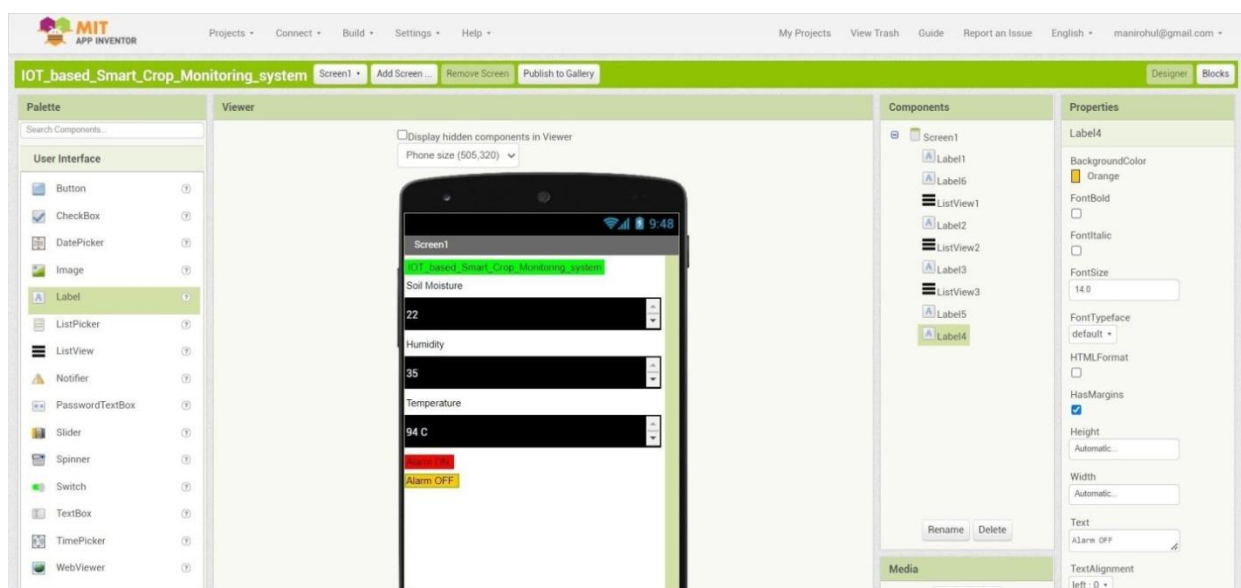 MIT
APP INVENTOR
Projects
Connect
Build
Settings
Help
My Projects
View Trash
Guide
Report an Issue
English
manirohul@gmail.com
IOT_based_Smart_Crop_Monitoring_system
Screen1
Add Screen ...
Remove Screen
Publish to Gallery
Designer
Blocks
Palette
Search Components...
User Interface
Button
CheckBox
DatePicker
Image
Label
ListPicker
ListView
Notifier
PasswordTextBox
Slider
Spinner
Switch
TextBox
TimePicker
WebViewer
Viewer
Display hidden components in Viewer
Phone size (505,320)
9:48
Screen1
IOT_based_Smart_Crop_Monitoring_system
Soil Moisture
22
Humidity
35
Temperature
94 C
Alarm ON
Alarm OFF
Components
Screen1
Label1
Label6
ListView1
Label2
ListView2
Label3
ListView3
Label5
Label4
Rename
Delete
Media
Properties
Label4
BackgroundColor
Orange
FontBold
FontItalic
FontSize
14.0
FontTypeface
default
HTMLFormat
HasMargins
Height
Automatic...
Width
Automatic...
Text
Alarm OFF
TextAlignment
left : 0